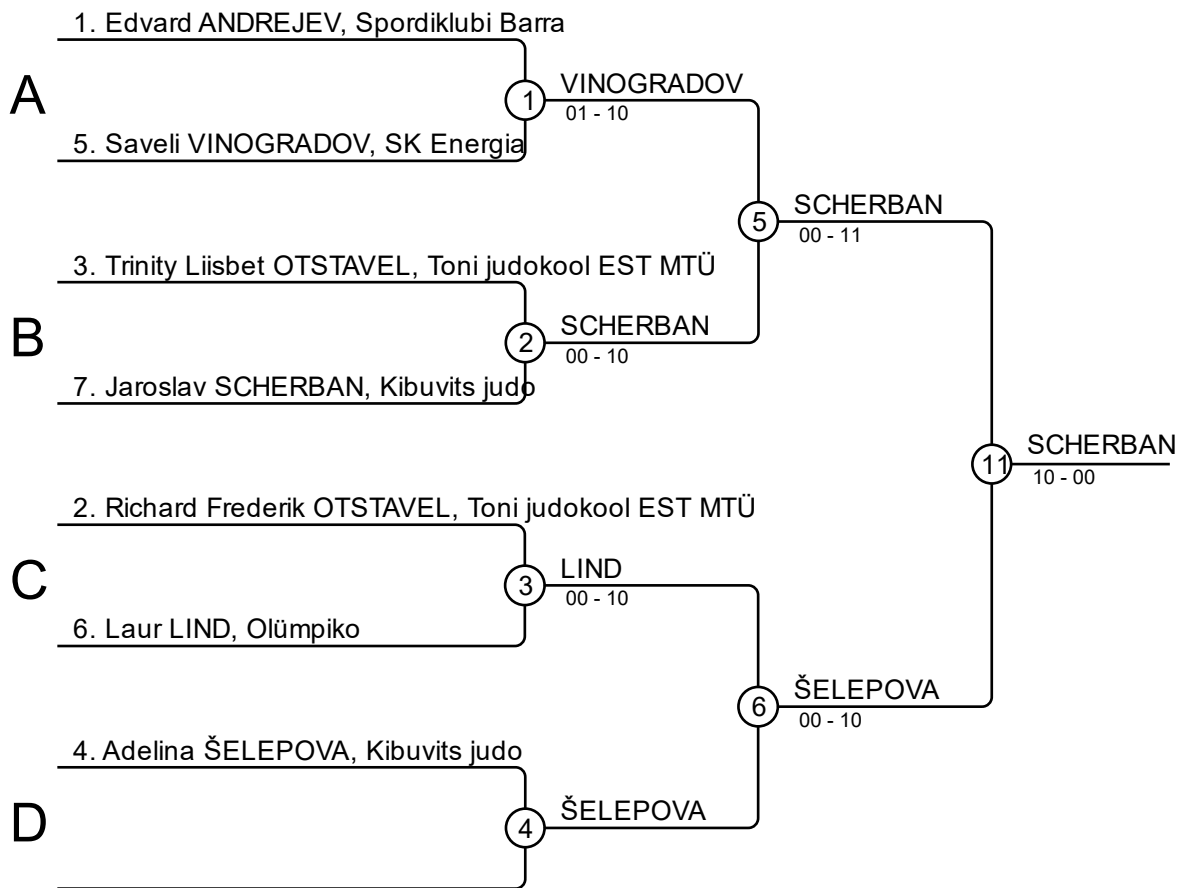 1. Edvard ANDREJEV, Spordiklubi Barra
A
1
VINOGRADOV
01 - 10
5. Saveli VINOGRADOV, SK Energia
5
SCHERBAN
00 - 11
3. Trinity Liisbet OTSTAVEL, Toni judokool EST MTÜ
B
2
SCHERBAN
00 - 10
7. Jaroslav SCHERBAN, Kibuvits judo
11
SCHERBAN
10 - 00
2. Richard Frederik OTSTAVEL, Toni judokool EST MTÜ
C
3
LIND
00 - 10
6. Laur LIND, Olümpiko
6
ŠELEPOVA
00 - 10
4. Adelina ŠELEPOVA, Kibuvits judo
D
4
ŠELEPOVA